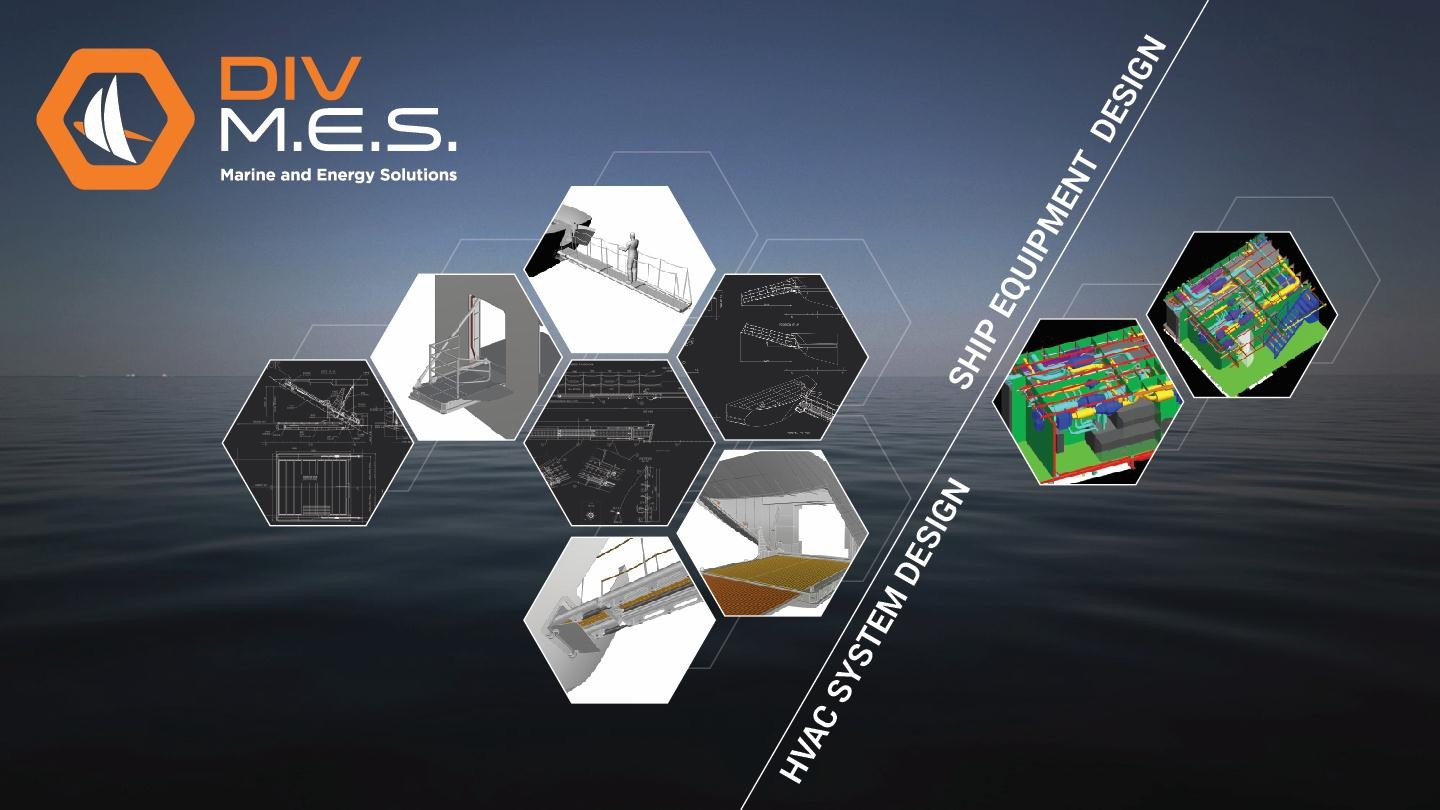 DIV
M.E.S.
Marine and Energy Solutions
SHIP EQUIPMENT DESIGN
HVAC SYSTEM DESIGN